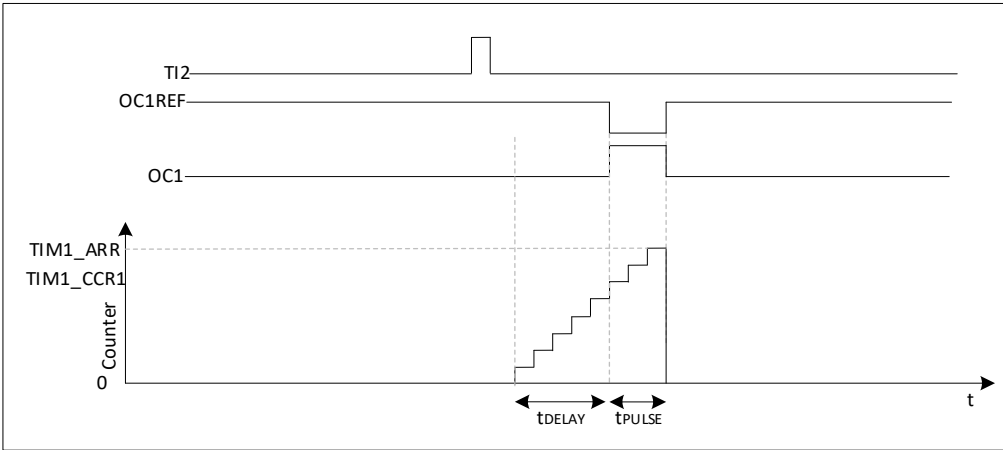 TI2
OC1REF
OC1
TIM1_ARR
TIM1_CCR1
Counter
0
t
tDELAY
tPULSE